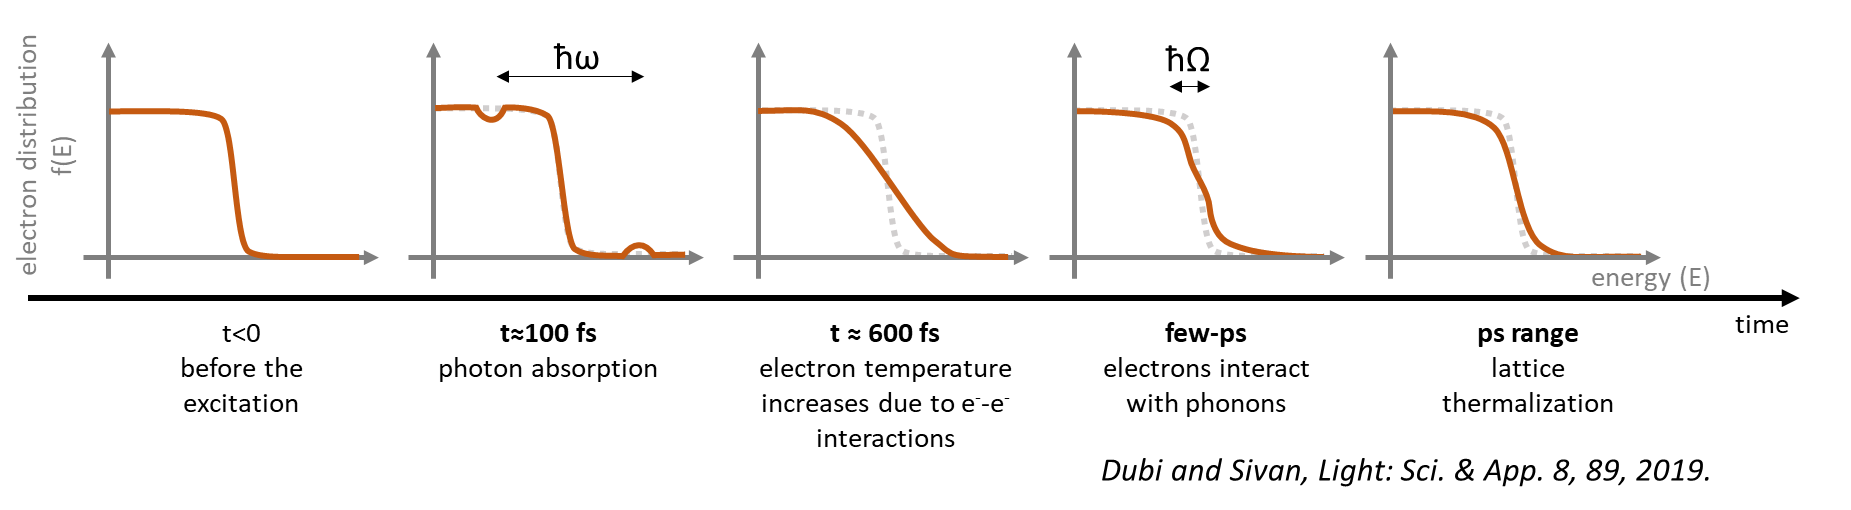 electron distribution
f(E)
ħω
ħΩ
energy (E)
time
t<0
before the
excitation
t≈100 fs
photon absorption
t ≈ 600 fs
electron temperature
increases due to e⁻-e⁻
interactions
few-ps
electrons interact
with phonons
ps range
lattice
thermalization
Dubi and Sivan, Light: Sci. & App. 8, 89, 2019.